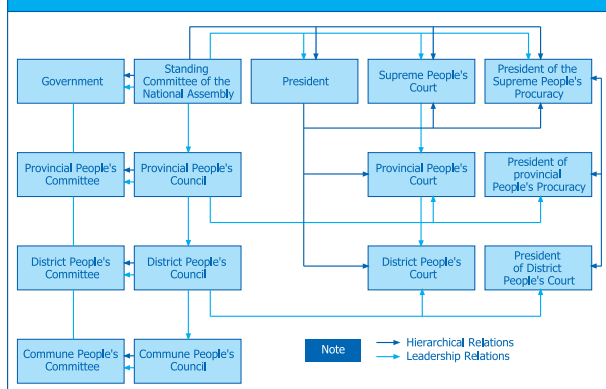 Government
Standing
Committee of the
National Assembly
President
Supreme People's
Court
President of the
Supreme People's
Procuracy
Provincial People's
Committee
Provincial People's
Council
Provincial People's
Court
President of
provincial
People's Procuracy
District People's
Committee
District People's
Council
District People's
Court
President
of District
People's Court
Commune People's
Committee
Commune People's
Council
Note
Hierarchical Relations
Leadership Relations